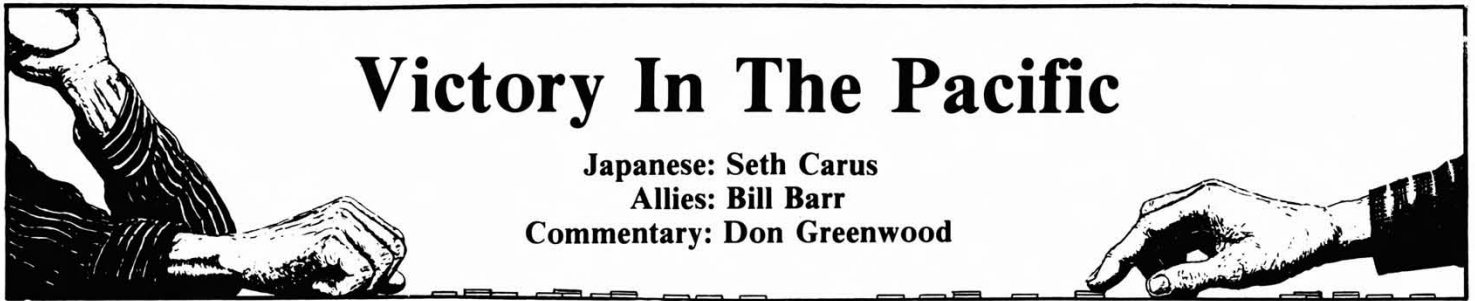 Victory In The Pacific
Japanese: Seth Carus
Allies: Bill Barr
Commentary: Don Greenwood